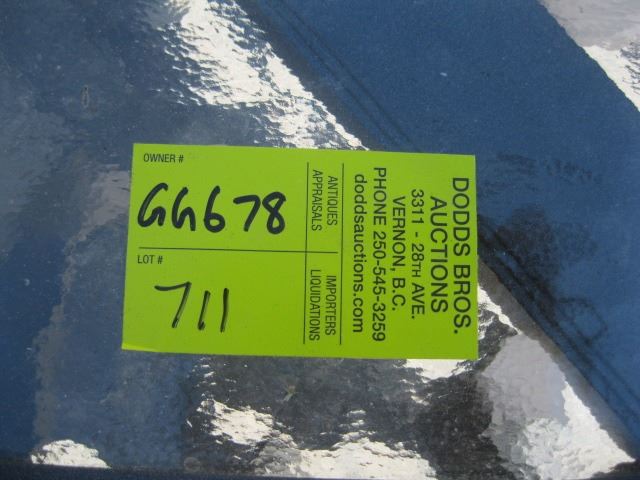 OWNER #
GG678
LOT #
711
ANTIQUES
APPRAISALS
IMPORTERS
LIQUIDATIONS
DODDS BROS.
AUCTIONS
3311 - 28TH AVE.
VERNON, B.C.
PHONE 250-545-3259
doddsauctions.com